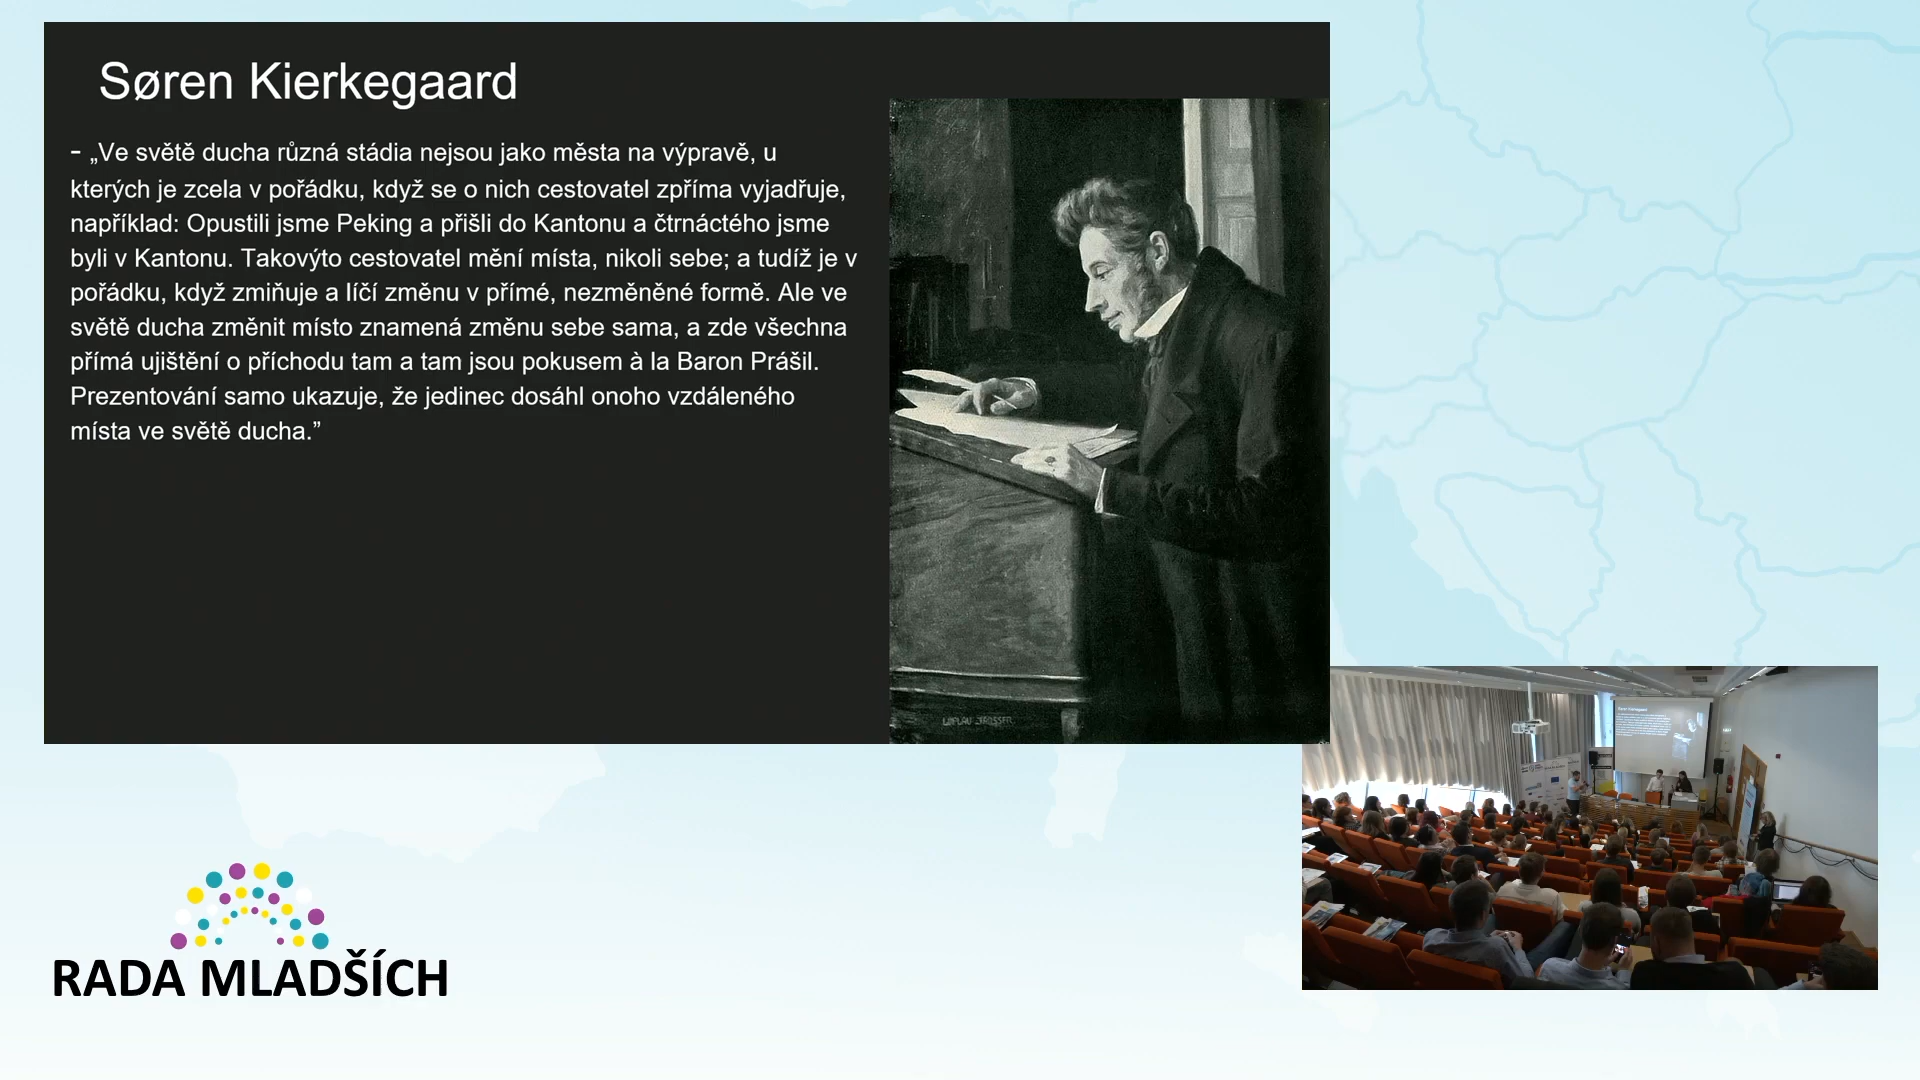 Søren Kierkegaard
- „Ve světě ducha různá stádia nejsou jako města na výpravě, u
kterých je zcela v pořádku, když se o nich cestovatel zpříma vyjadřuje,
například: Opustili jsme Peking a přišli do Kantonu a čtrnáctého jsme
byli v Kantonu. Takovýto cestovatel mění místa, nikoli sebe; a tudíž je v
pořádku, když zmiňuje a líčí změnu v přímé, nezměněné formě. Ale ve
světě ducha změnit místo znamená změnu sebe sama, a zde všechna
přímá ujištění o příchodu tam a tam jsou pokusem à la Baron Prášil.
Prezentování samo ukazuje, že jedinec dosáhl onoho vzdáleného
místa ve světě ducha.”
RADA MLADŠÍCH